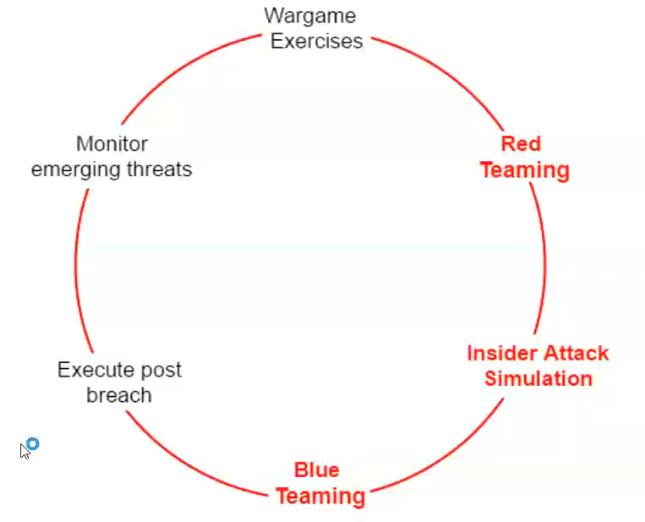 Wargame
Exercises
Red
Teaming
Insider Attack
Simulation
Blue
Teaming
Execute post
breach
Monitor
emerging threats